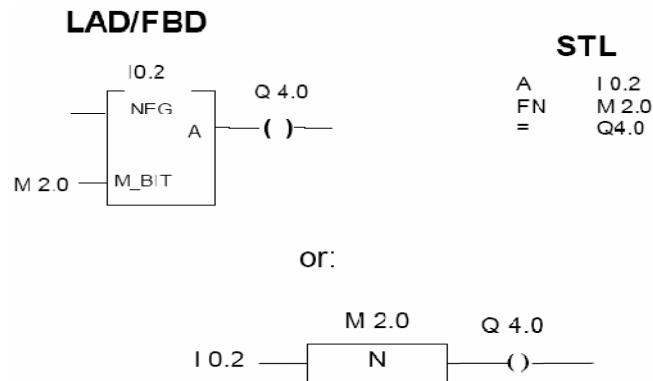 LAD/FBD
STL
I0.2
Q 4.0
NEG
A
M 2.0
M_BIT
A I 0.2
FN M 2.0
= Q4.0
or:
M 2.0
Q 4.0
I 0.2
N